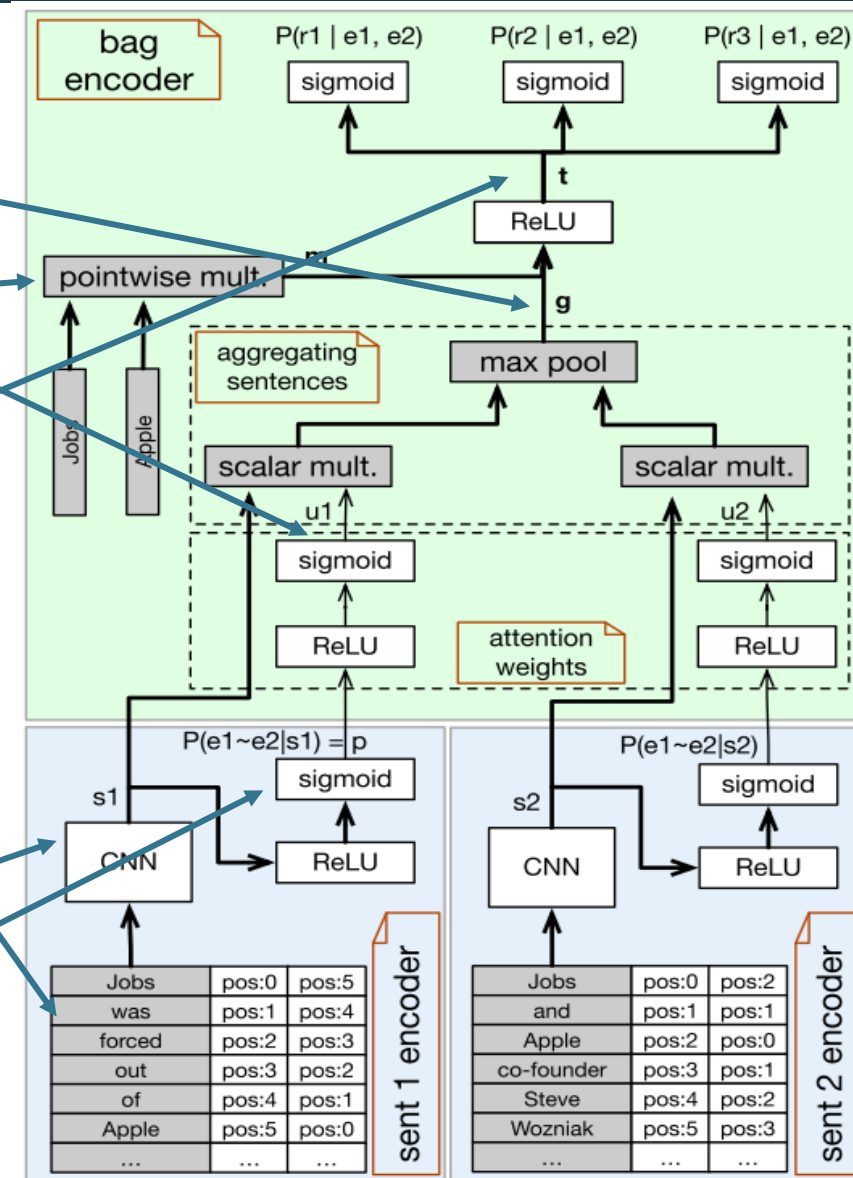 bag
encoder
P(r1 | e1, e2)
P(r2 | e1, e2)
P(r3 | e1, e2)
sigmoid
sigmoid
sigmoid
t
ReLU
m
pointwise mult.
g
aggregating
sentences
max pool
Jobs
Apple
scalar mult.
scalar mult.
u1
u2
sigmoid
sigmoid
ReLU
attention
weights
ReLU
P(e1~e2|s1) = p
P(e1~e2|s2)
sigmoid
sigmoid
s1
s2
CNN
ReLU
CNN
ReLU
Jobs pos:0 pos:5
was pos:1 pos:4
forced pos:2 pos:3
out pos:3 pos:2
of pos:4 pos:1
Apple pos:5 pos:0
... ... ...
sent 1 encoder
Jobs pos:0 pos:2
and pos:1 pos:1
Apple pos:2 pos:0
co-founder pos:3 pos:1
Steve pos:4 pos:2
Wozniak pos:5 pos:3
... ... ...
sent 2 encoder